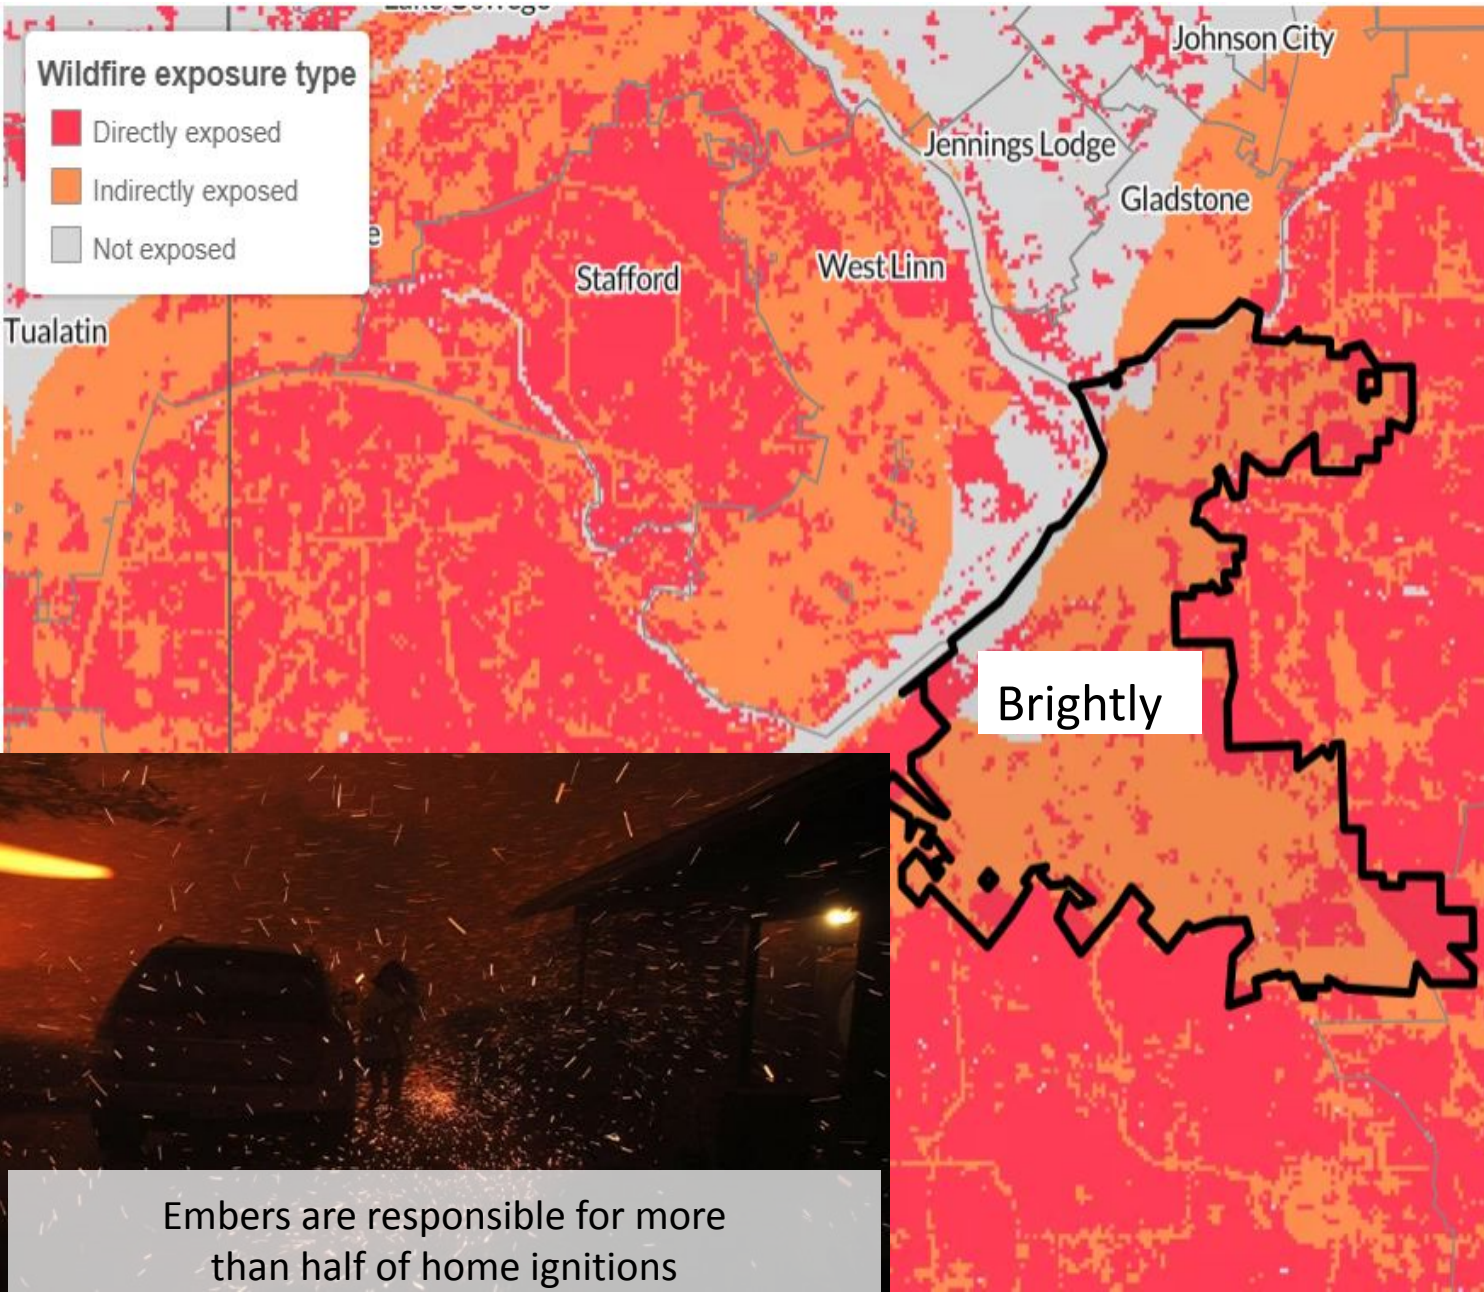 Wildfire exposure type
Directly exposed
Indirectly exposed
Not exposed
Johnson City
Jennings Lodge
Gladstone
Stafford
West Linn
Tualatin
Brightly
Embers are responsible for more
than half of home ignitions